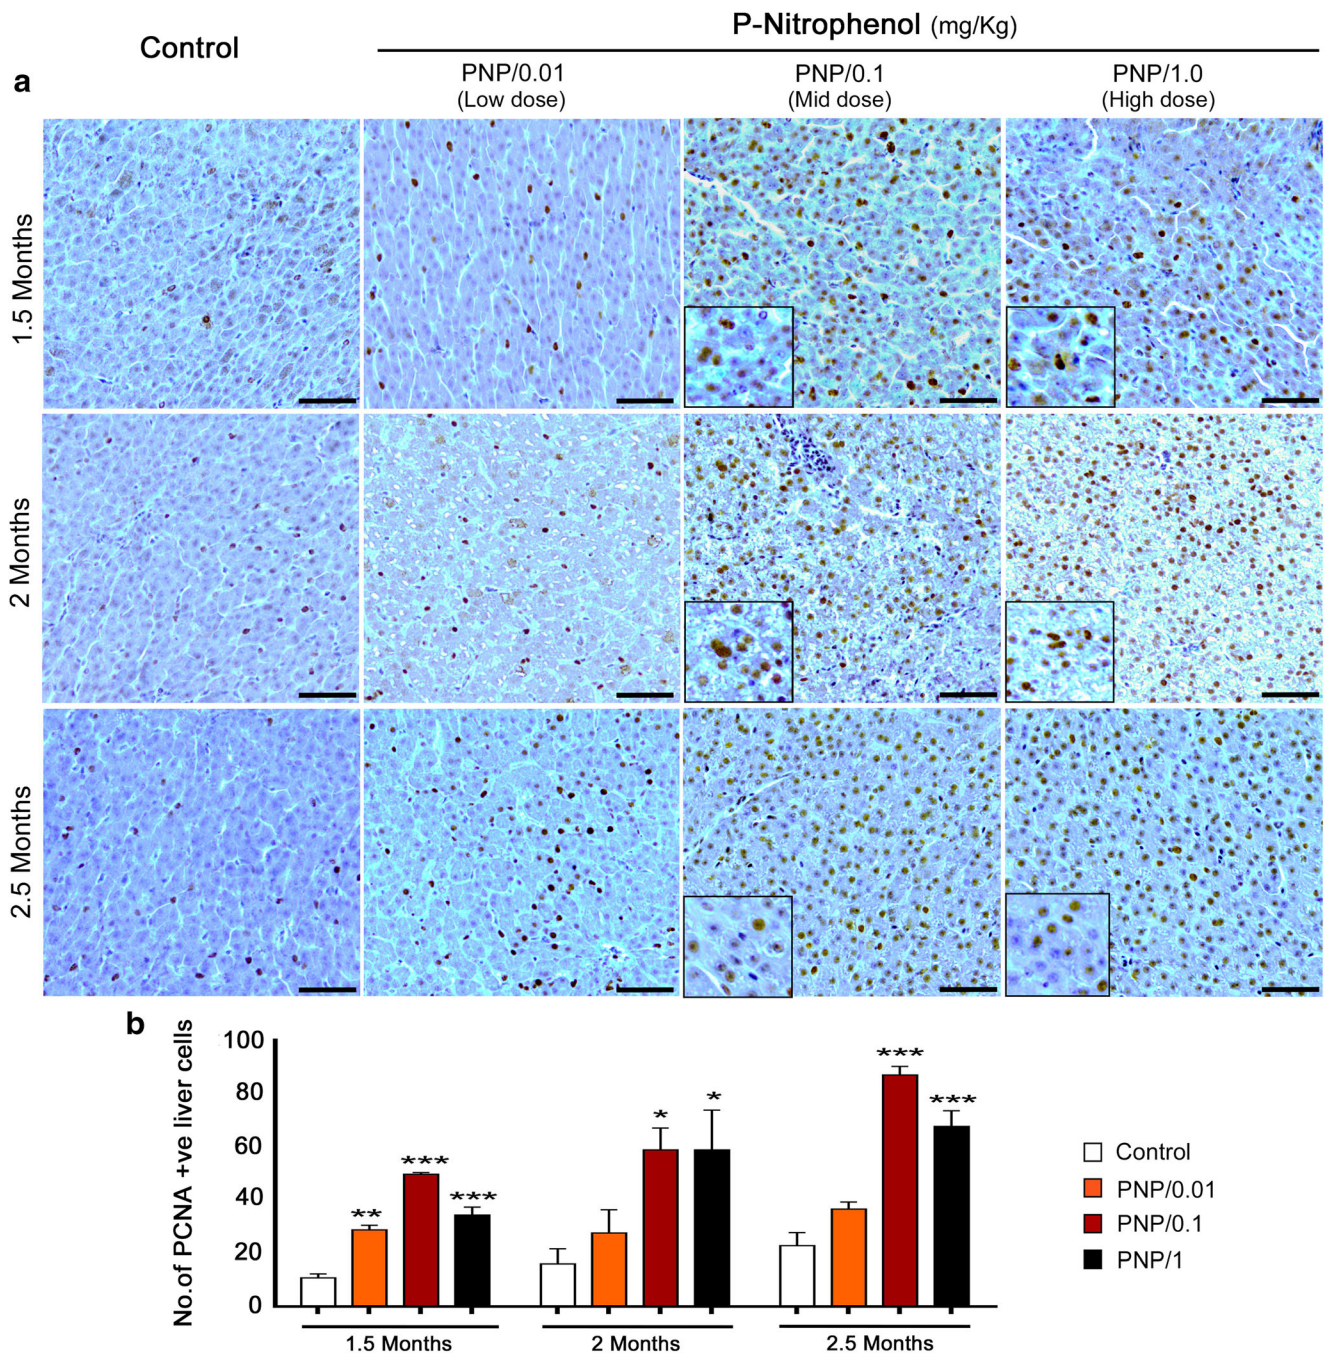 P-Nitrophenol (mg/Kg)
Control
PNP/0.01
(Low dose)
PNP/0.1
(Mid dose)
PNP/1.0
(High dose)
a
1.5 Months
2 Months
2.5 Months
b
No.of PCNA +ve liver cells
100
80
60
40
20
0
**
***
***
*
*
***
***
1.5 Months
2 Months
2.5 Months
Control
PNP/0.01
PNP/0.1
PNP/1